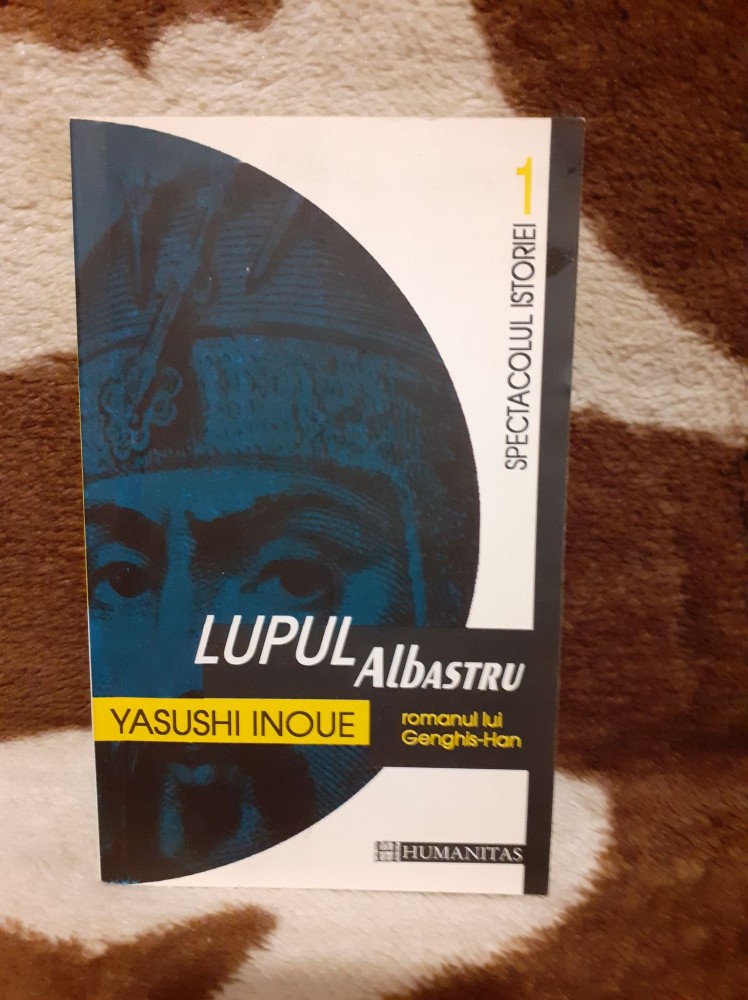 1
SPECTACOLUL ISTORIEI
LUPUL
AlbASTRU
YASUSHI INOUE
romanul lui
Genghis-Han
HUMANITAS